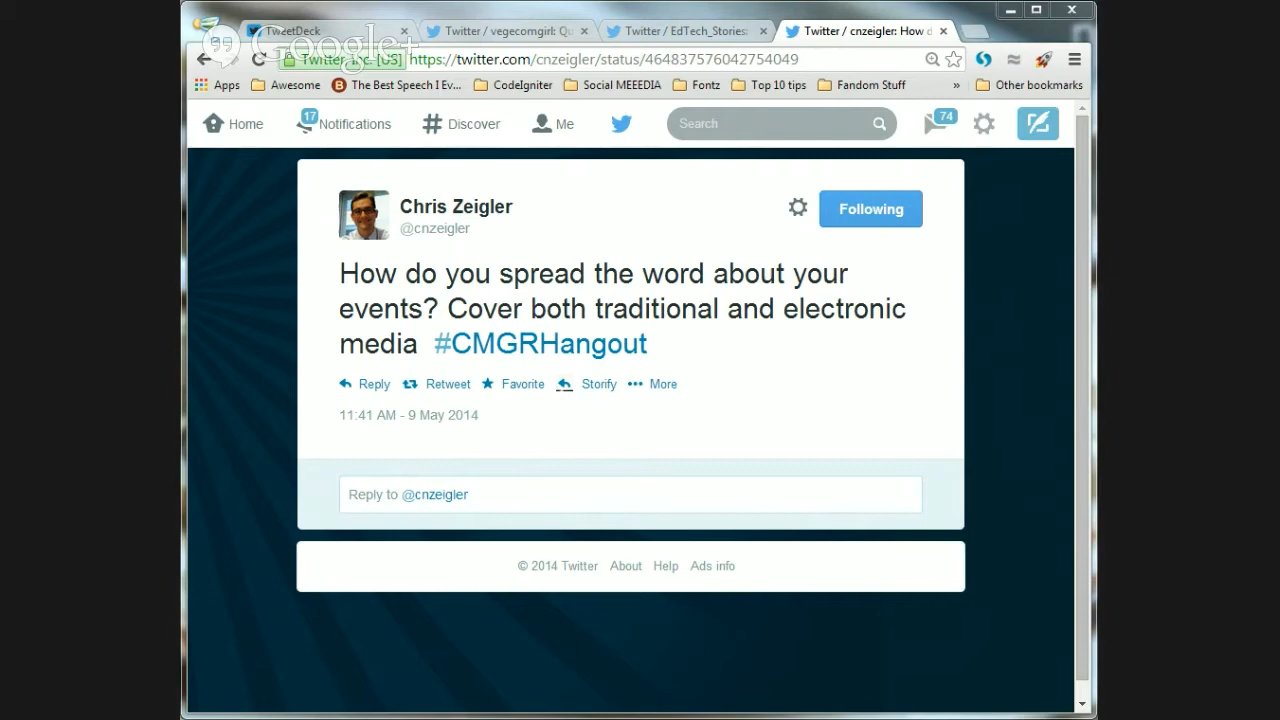 TweetDeck
Twitter / vegecomgirl: Qu
Twitter / EdTech_Stories:
Twitter / cnzeigler: How d
Google+
Twitter, Inc. [US] https://twitter.com/cnzeigler/status/464837576042754049
Apps Awesome The Best Speech I Ev... CodeIgniter Social MEEEDIA Fontz Top 10 tips Fandom Stuff » Other bookmarks
Home 17 Notifications Discover Me Search 74
Chris Zeigler
@cnzeigler
Following
How do you spread the word about your
events? Cover both traditional and electronic
media #CMGRHangout
Reply Retweet Favorite Storify More
11:41 AM - 9 May 2014
Reply to @cnzeigler
© 2014 Twitter About Help Ads info